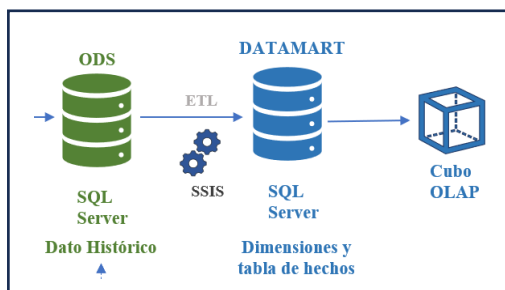 ODS
SQL
Server
Dato Histórico
ETL
SSIS
DATAMART
SQL
Server
Dimensiones y
tabla de hechos
Cubo
OLAP